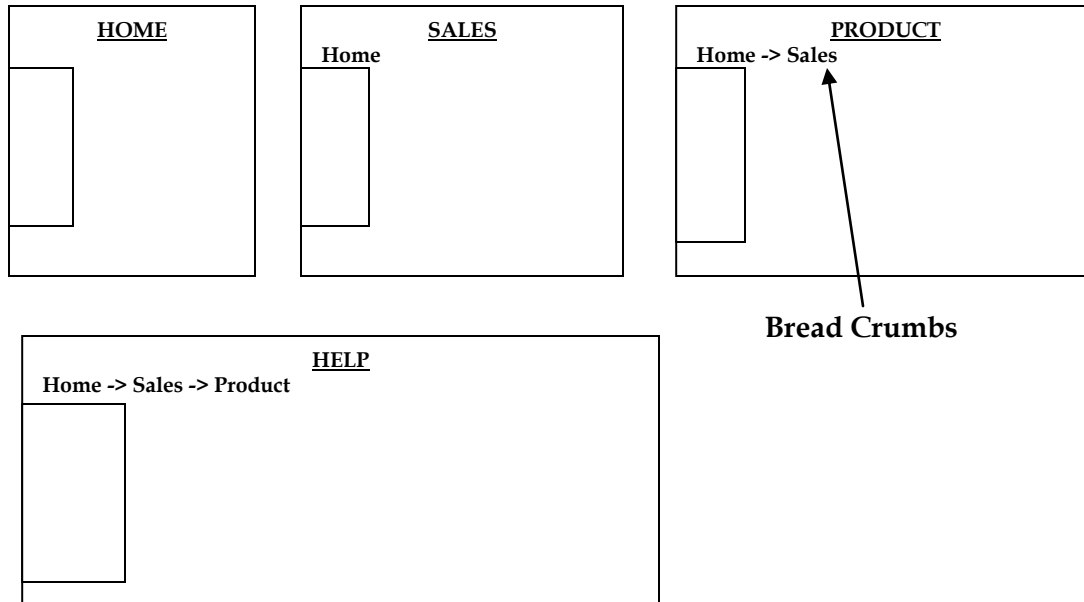 HOME
SALES
Home
PRODUCT
Home -> Sales
Bread Crumbs
HELP
Home -> Sales -> Product